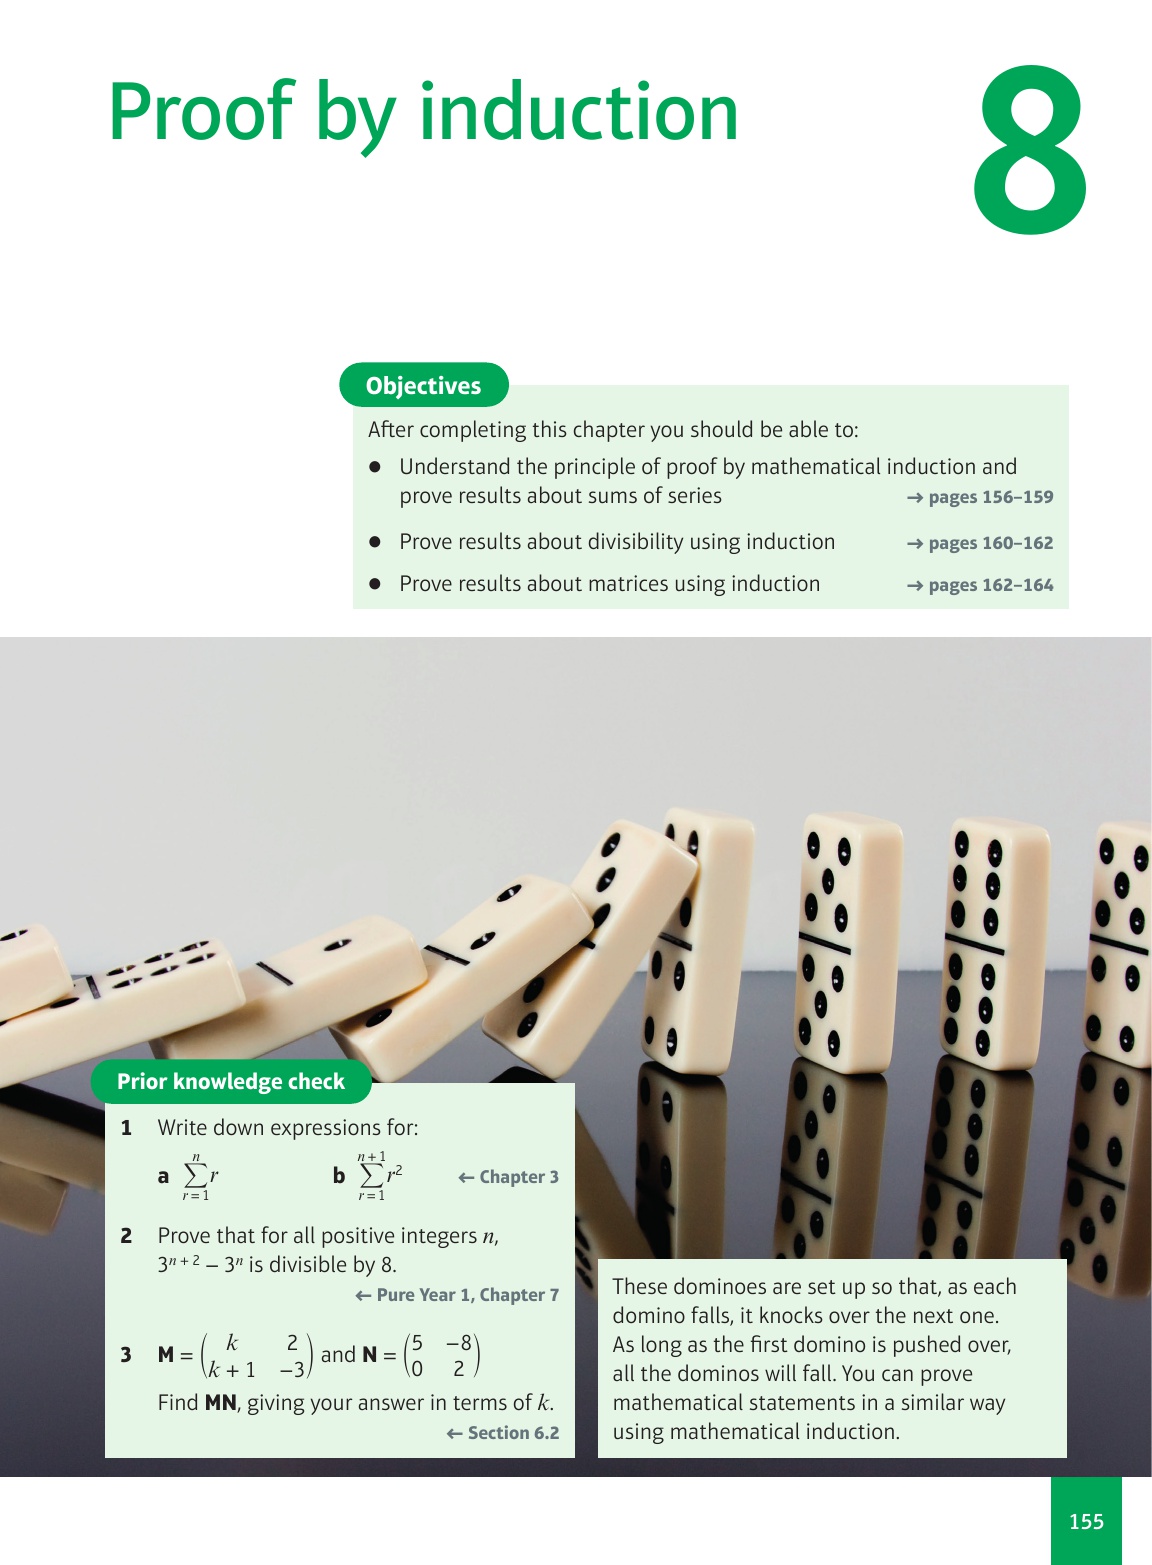 Proof by induction
8
Objectives
After completing this chapter you should be able to:
● Understand the principle of proof by mathematical induction and
prove results about sums of series → pages 156–159
● Prove results about divisibility using induction → pages 160–162
● Prove results about matrices using induction → pages 162–164
Prior knowledge check
1 Write down expressions for:
a $\sum_{r=1}^{n} r$ b $\sum_{r=1}^{n+1} r^2$ ← Chapter 3
2 Prove that for all positive integers n,
$3^{n+2} - 3^n$ is divisible by 8.
← Pure Year 1, Chapter 7
3 $\mathbf{M} = \begin{pmatrix} k & 2 \\ k+1 & -3 \end{pmatrix}$ and $\mathbf{N} = \begin{pmatrix} 5 & -8 \\ 0 & 2 \end{pmatrix}$
Find MN, giving your answer in terms of k.
← Section 6.2
These dominoes are set up so that, as each
domino falls, it knocks over the next one.
As long as the first domino is pushed over,
all the dominos will fall. You can prove
mathematical statements in a similar way
using mathematical induction.
155